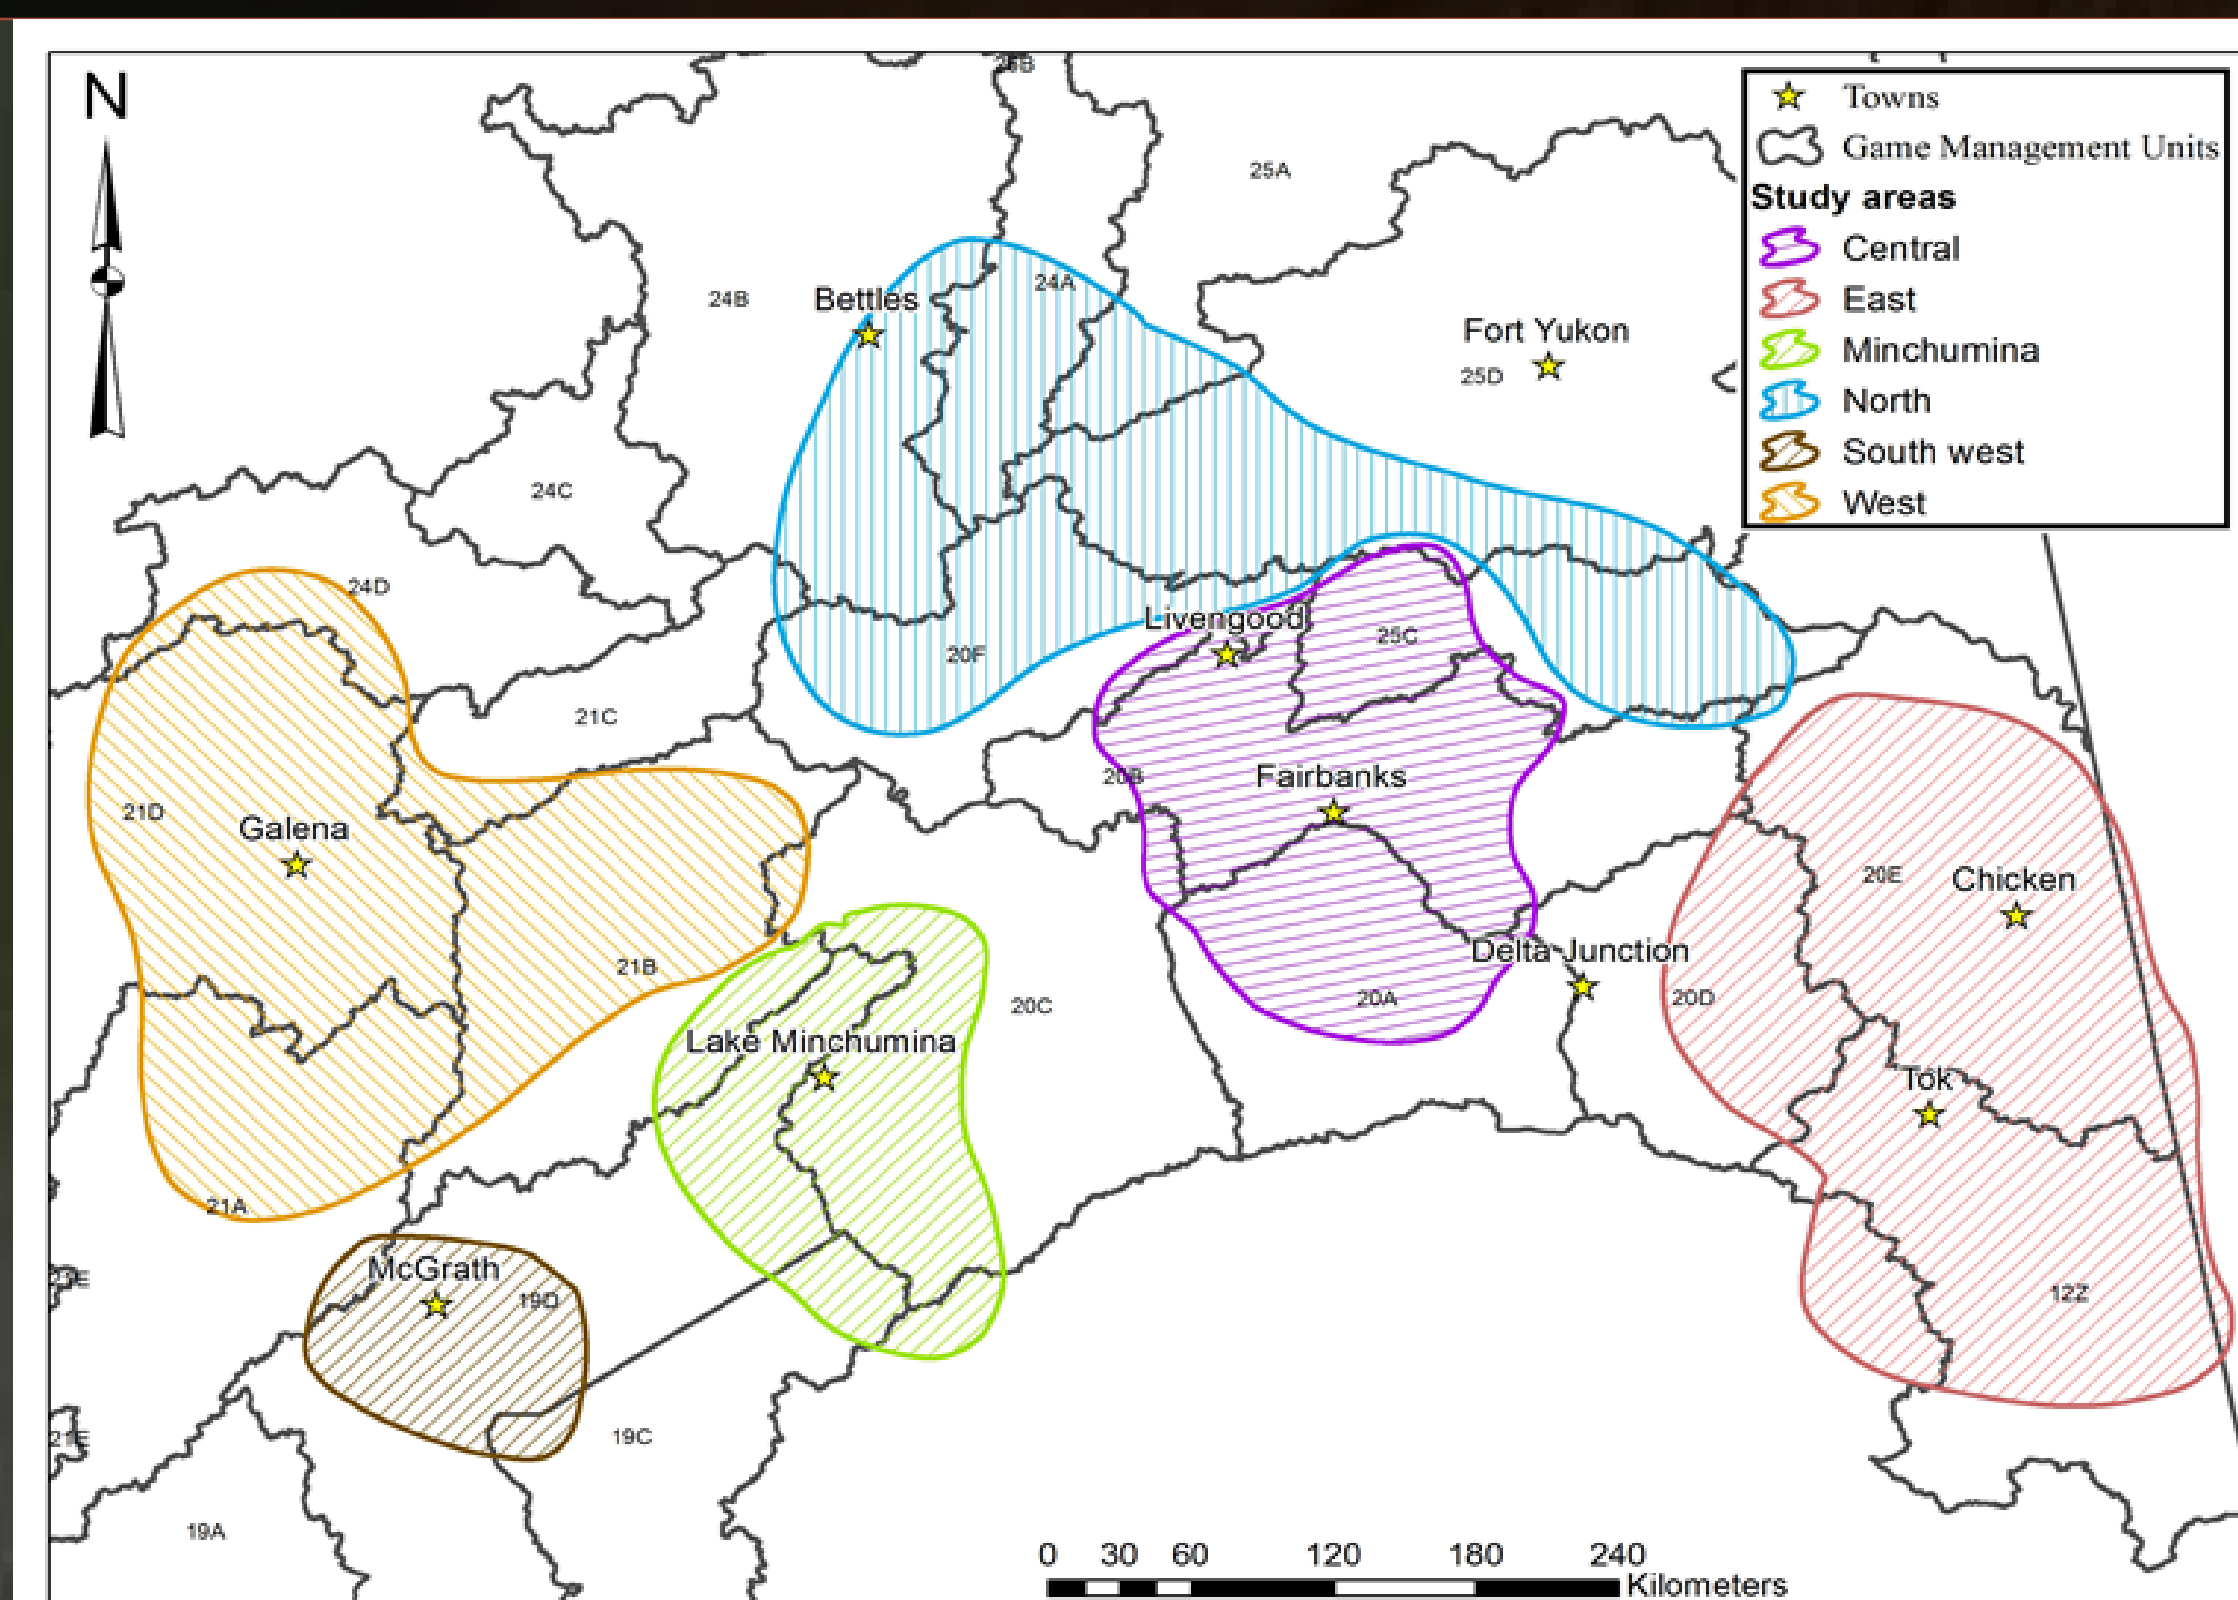 N
Towns
Game Management Units
Study areas
Central
East
Minchumina
North
South west
West
25A
24A
24B
Bettles
Fort Yukon
25D
24C
24D
Livengood
25C
20F
21C
20B
Fairbanks
21D
Galena
20E
Chicken
Delta Junction
21B
20C
20A
20D
Lake Minchumina
Tok
21A
McGrath
19D
12Z
21E
19C
19A
0 30 60 120 180 240
Kilometers